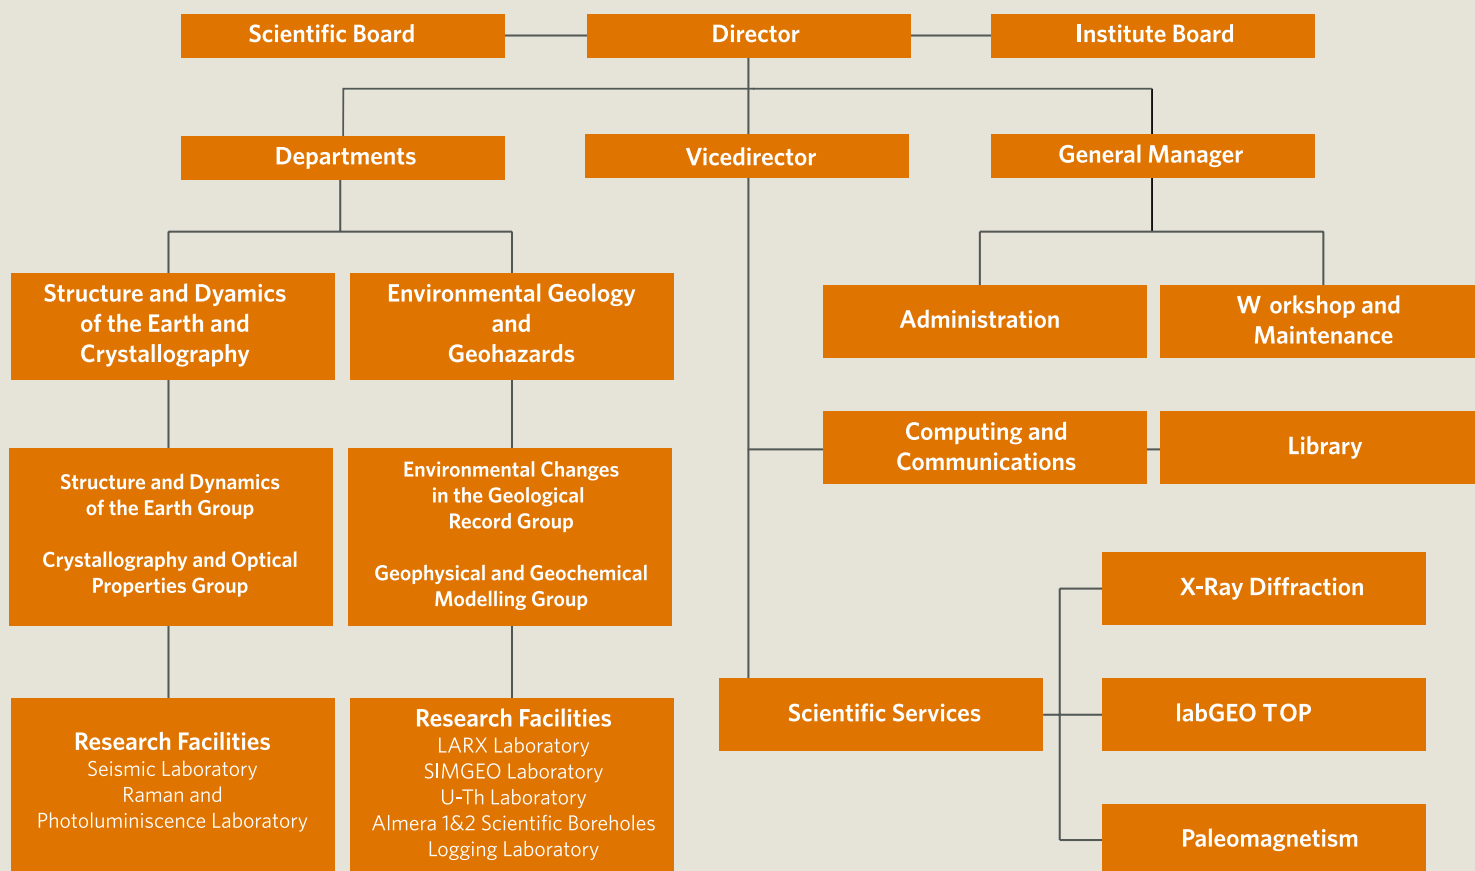 Scientific Board
Director
Institute Board
Departments
Vicedirector
General Manager
Structure and Dyamics
of the Earth and
Crystallography
Environmental Geology
and
Geohazards
Administration
W orkshop and
Maintenance
Computing and
Communications
Library
Structure and Dynamics
of the Earth Group
Crystallography and Optical
Properties Group
Environmental Changes
in the Geological
Record Group
Geophysical and Geochemical
Modelling Group
X-Ray Diffraction
Scientific Services
labGEO TOP
Paleomagnetism
Research Facilities
Seismic Laboratory
Raman and
Photoluminiscence Laboratory
Research Facilities
LARX Laboratory
SIMGEO Laboratory
U-Th Laboratory
Almera 1&2 Scientific Boreholes
Logging Laboratory